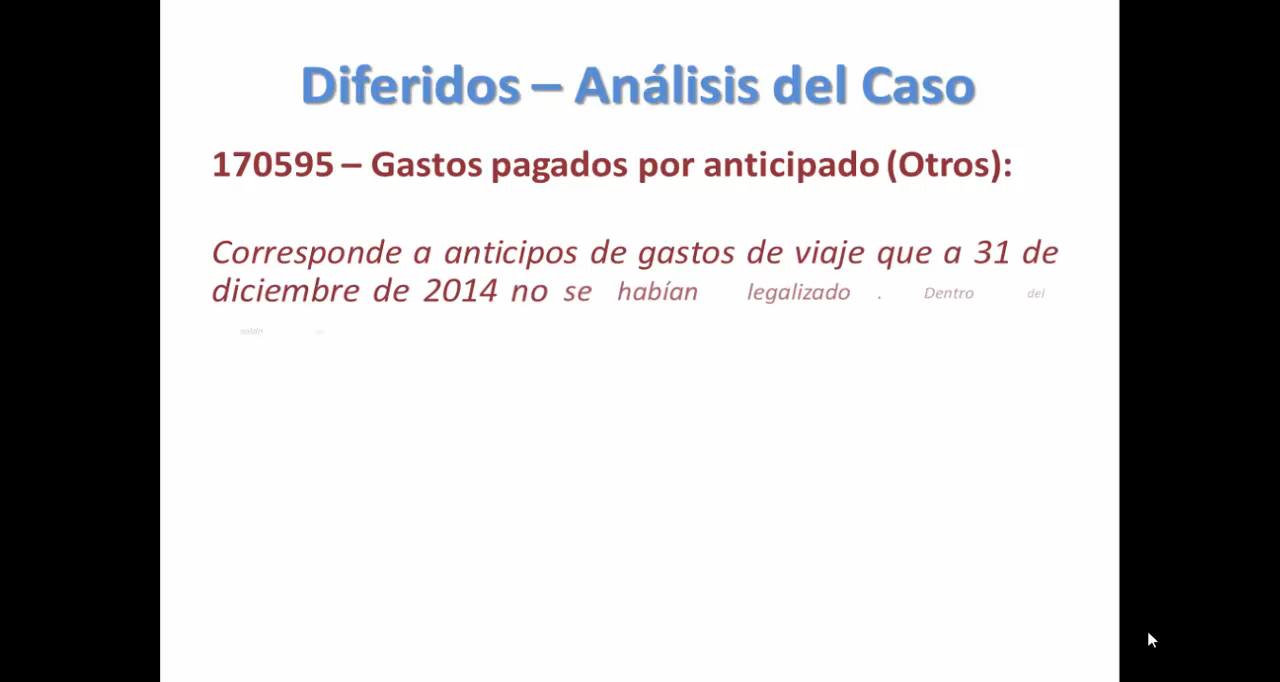 Diferidos – Análisis del Caso
170595 – Gastos pagados por anticipado (Otros):
Corresponde a anticipos de gastos de viaje que a 31 de
diciembre de 2014 no se habían legalizado . Dentro del